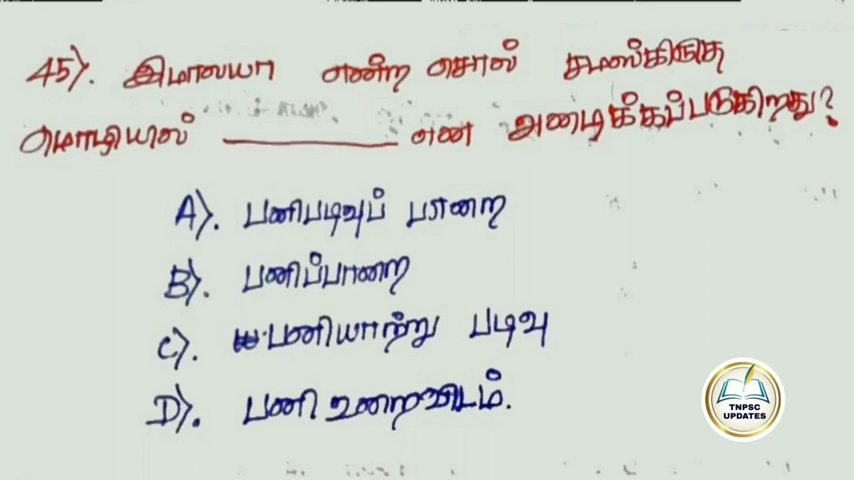 45). இமாலயா என்ற சொல் சமஸ்கிருத
மொழியில் __________ என அழைக்கப்படுகிறது?
A). பனிபடிவுப் பாறை
B). பனிப்பாறை
C). பனியாற்று படிவு
D). பனி உறைவிடம்.
TNPSC
UPDATES